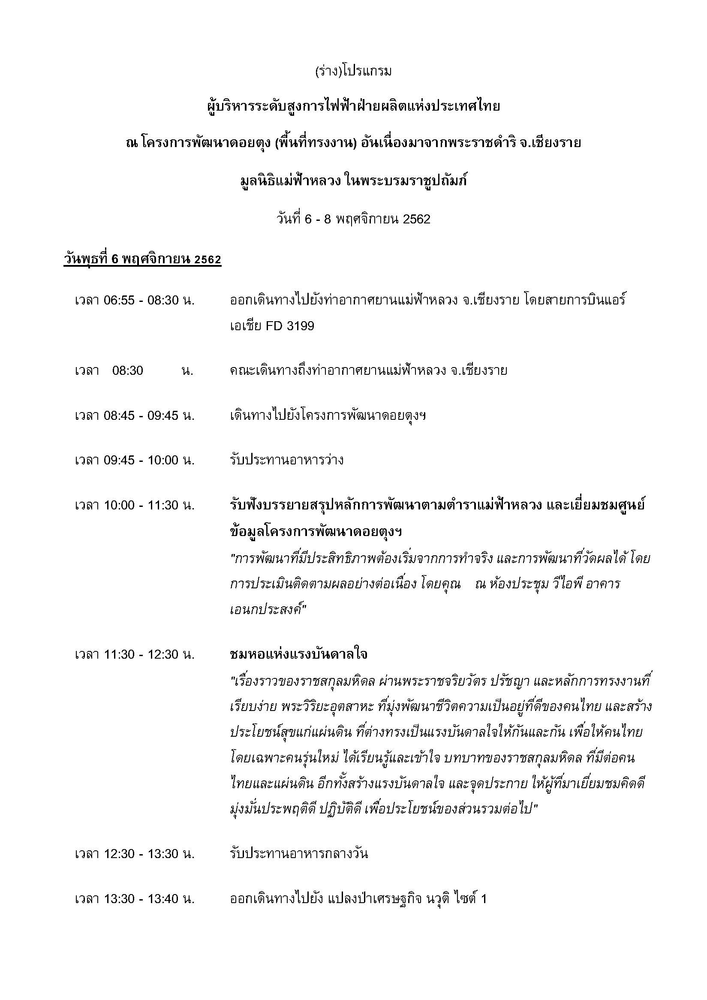 (ร่าง)โปรแกรม
ผู้บริหารระดับสูงการไฟฟ้าฝ่ายผลิตแห่งประเทศไทย
ณ โครงการพัฒนาดอยตุง (พื้นที่ทรงงาน) อันเนื่องมาจากพระราชดำริ จ.เชียงราย
มูลนิธิแม่ฟ้าหลวง ในพระบรมราชูปถัมภ์
วันที่ 6 - 8 พฤศจิกายน 2562
วันพุธที่ 6 พฤศจิกายน 2562
เวลา 06:55 - 08:30 น. ออกเดินทางไปยังท่าอากาศยานแม่ฟ้าหลวง จ.เชียงราย โดยสายการบินแอร์
เอเชีย FD 3199
เวลา 08:30 น. คณะเดินทางถึงท่าอากาศยานแม่ฟ้าหลวง จ.เชียงราย
เวลา 08:45 - 09:45 น. เดินทางไปยังโครงการพัฒนาดอยตุงฯ
เวลา 09:45 - 10:00 น. รับประทานอาหารว่าง
เวลา 10:00 - 11:30 น. รับฟังบรรยายสรุปหลักการพัฒนาตามตำราแม่ฟ้าหลวง และเยี่ยมชมศูนย์
ข้อมูลโครงการพัฒนาดอยตุงฯ
"การพัฒนาที่มีประสิทธิภาพต้องเริ่มจากการทำจริง และการพัฒนาที่วัดผลได้ โดย
การประเมินติดตามผลอย่างต่อเนื่อง โดยคุณ ณ ห้องประชุม วีไอพี อาคาร
เอนกประสงค์"
เวลา 11:30 - 12:30 น. ชมหอแห่งแรงบันดาลใจ
"เรื่องราวของราชสกุลมหิดล ผ่านพระราชจริยวัตร ปรัชญา และหลักการทรงงานที่
เรียบง่าย พระวิริยะอุตสาหะ ที่มุ่งพัฒนาชีวิตความเป็นอยู่ที่ดีของคนไทย และสร้าง
ประโยชน์สุขแก่แผ่นดิน ที่ต่างทรงเป็นแรงบันดาลใจให้กันและกัน เพื่อให้คนไทย
โดยเฉพาะคนรุ่นใหม่ ได้เรียนรู้และเข้าใจ บทบาทของราชสกุลมหิดล ที่มีต่อคน
ไทยและแผ่นดิน อีกทั้งสร้างแรงบันดาลใจ และจุดประกาย ให้ผู้ที่มาเยี่ยมชมคิดดี
มุ่งมั่นประพฤติดี ปฏิบัติดี เพื่อประโยชน์ของส่วนรวมต่อไป"
เวลา 12:30 - 13:30 น. รับประทานอาหารกลางวัน
เวลา 13:30 - 13:40 น. ออกเดินทางไปยัง แปลงป่าเศรษฐกิจ นวุติ ไซต์ 1